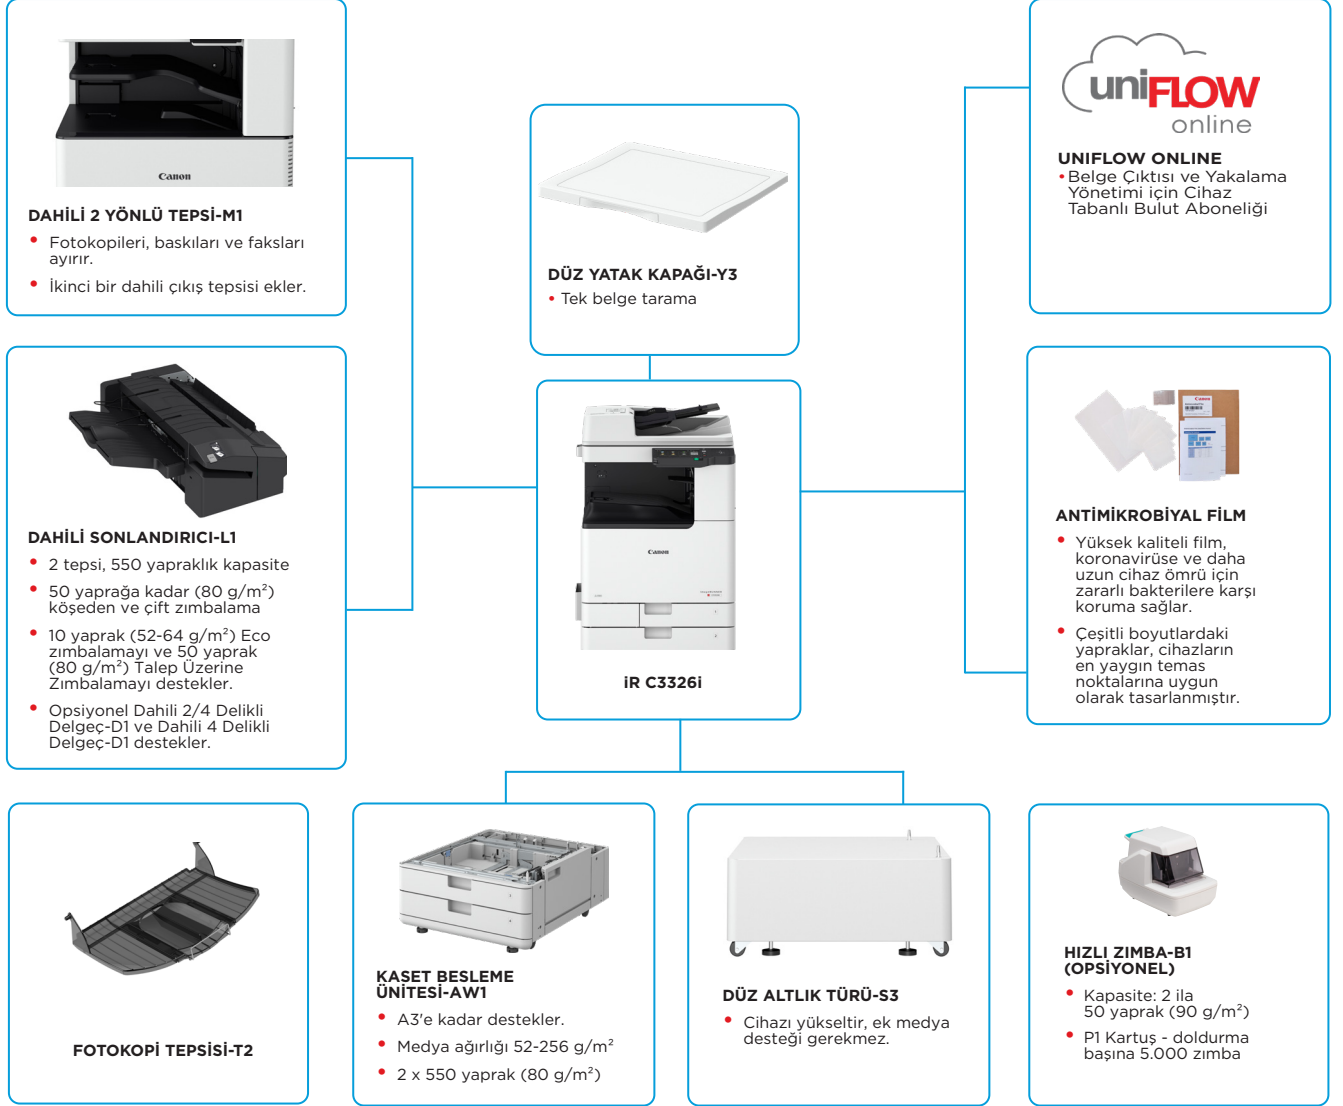 Canon
DAHİLİ 2 YÖNLÜ TEPSİ-M1
• Fotokopileri, baskıları ve faksları
ayırır.
• İkinci bir dahili çıkış tepsisi ekler.
DÜZ YATAK KAPAĞI-Y3
• Tek belge tarama
uniFLOW
online
UNIFLOW ONLINE
• Belge Çıktısı ve Yakalama
Yönetimi için Cihaz
Tabanlı Bulut Aboneliği
DAHİLİ SONLANDIRICI-L1
• 2 tepsi, 550 yapraklık kapasite
• 50 yaprağa kadar (80 g/m²)
köşeden ve çift zımbalama
• 10 yaprak (52-64 g/m²) Eco
zımbalamayı ve 50 yaprak
(80 g/m²) Talep Üzerine
Zımbalamayı destekler.
• Opsiyonel Dahili 2/4 Delikli
Delgeç-D1 ve Dahili 4 Delikli
Delgeç-D1 destekler.
Canon
iR C3326i
Canon
ANTİMİKROBİYAL FİLM
• Yüksek kaliteli film,
koronavirüse ve daha
uzun cihaz ömrü için
zararlı bakterilere karşı
koruma sağlar.
• Çeşitli boyutlardaki
yapraklar, cihazların
en yaygın temas
noktalarına uygun
olarak tasarlanmıştır.
FOTOKOPİ TEPSİSİ-T2
KASET BESLEME
ÜNİTESİ-AW1
• A3'e kadar destekler.
• Medya ağırlığı 52-256 g/m²
• 2 x 550 yaprak (80 g/m²)
DÜZ ALTLIK TÜRÜ-S3
• Cihazı yükseltir, ek medya
desteği gerekmez.
HIZLI ZIMBA-B1
(OPSİYONEL)
• Kapasite: 2 ila
50 yaprak (90 g/m²)
• P1 Kartuş - doldurma
başına 5.000 zımba